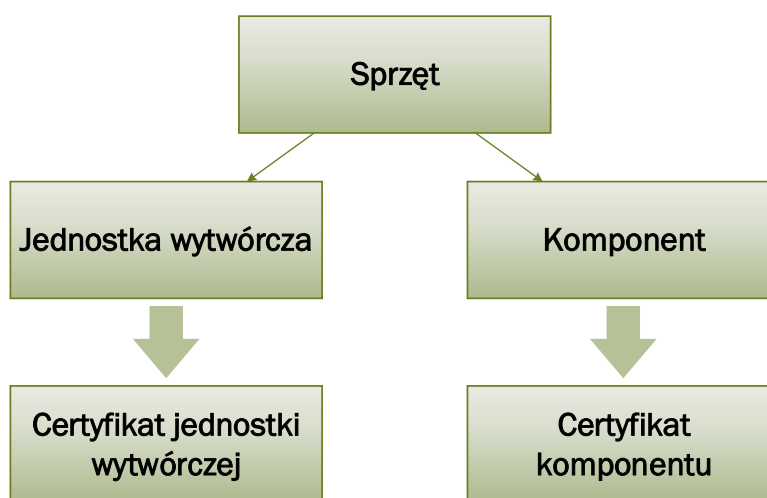 Sprzęt
Jednostka wytwórcza
Komponent
Certyfikat jednostki
wytwórczej
Certyfikat
komponentu